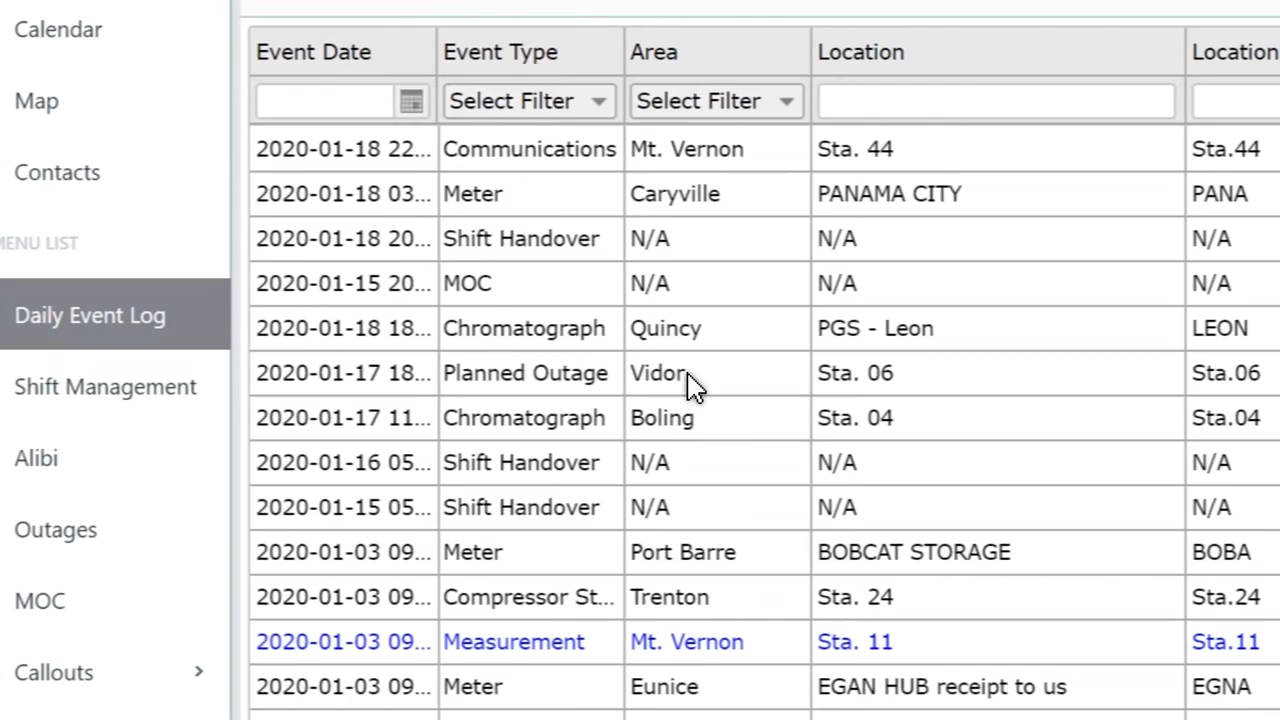 Calendar
Map
Contacts
MENU LIST
Daily Event Log
Shift Management
Alibi
Outages
MOC
Callouts
Event Date Event Type Area Location Location
Select Filter Select Filter
2020-01-18 22... Communications Mt. Vernon Sta. 44 Sta.44
2020-01-18 03... Meter Caryville PANAMA CITY PANA
2020-01-18 20... Shift Handover N/A N/A N/A
2020-01-15 20... MOC N/A N/A N/A
2020-01-18 18... Chromatograph Quincy PGS - Leon LEON
2020-01-17 18... Planned Outage Vidor Sta. 06 Sta.06
2020-01-17 11... Chromatograph Boling Sta. 04 Sta.04
2020-01-16 05... Shift Handover N/A N/A N/A
2020-01-15 05... Shift Handover N/A N/A N/A
2020-01-03 09... Meter Port Barre BOBCAT STORAGE BOBA
2020-01-03 09... Compressor St... Trenton Sta. 24 Sta.24
2020-01-03 09... Measurement Mt. Vernon Sta. 11 Sta.11
2020-01-03 09... Meter Eunice EGAN HUB receipt to us EGNA